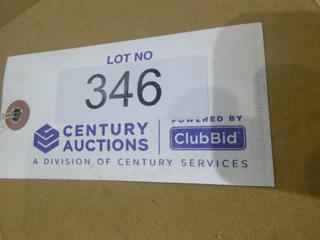 LOT NO
346
CENTURY
AUCTIONS
POWERED BY
ClubBid
A DIVISION OF CENTURY SERVICES